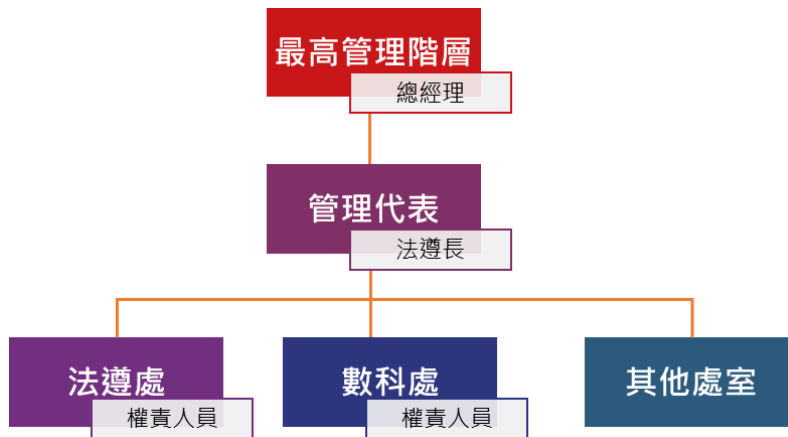 最高管理階層
總經理
管理代表
法遵長
法遵處
權責人員
數科處
權責人員
其他處室